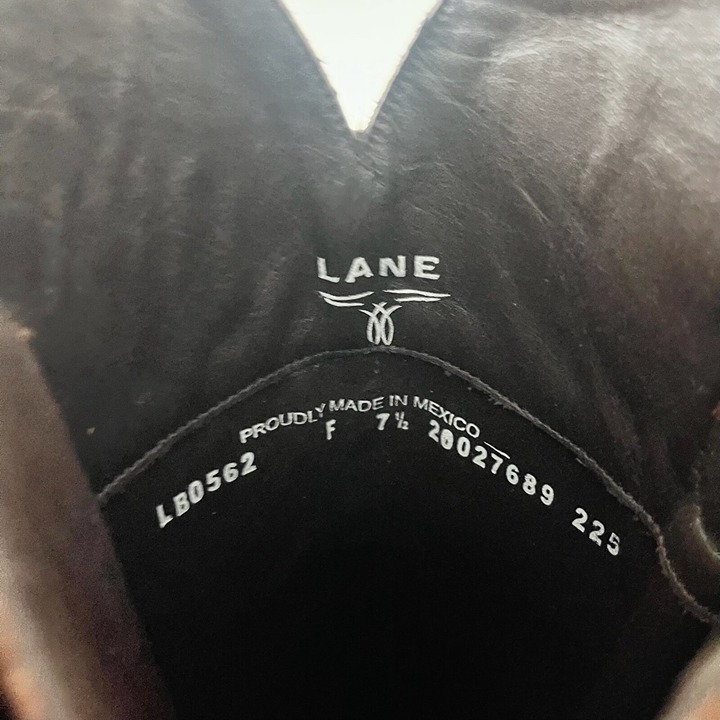 LANE
PROUDLY MADE IN MEXICO
LB0562 F 7½ 20027689 225